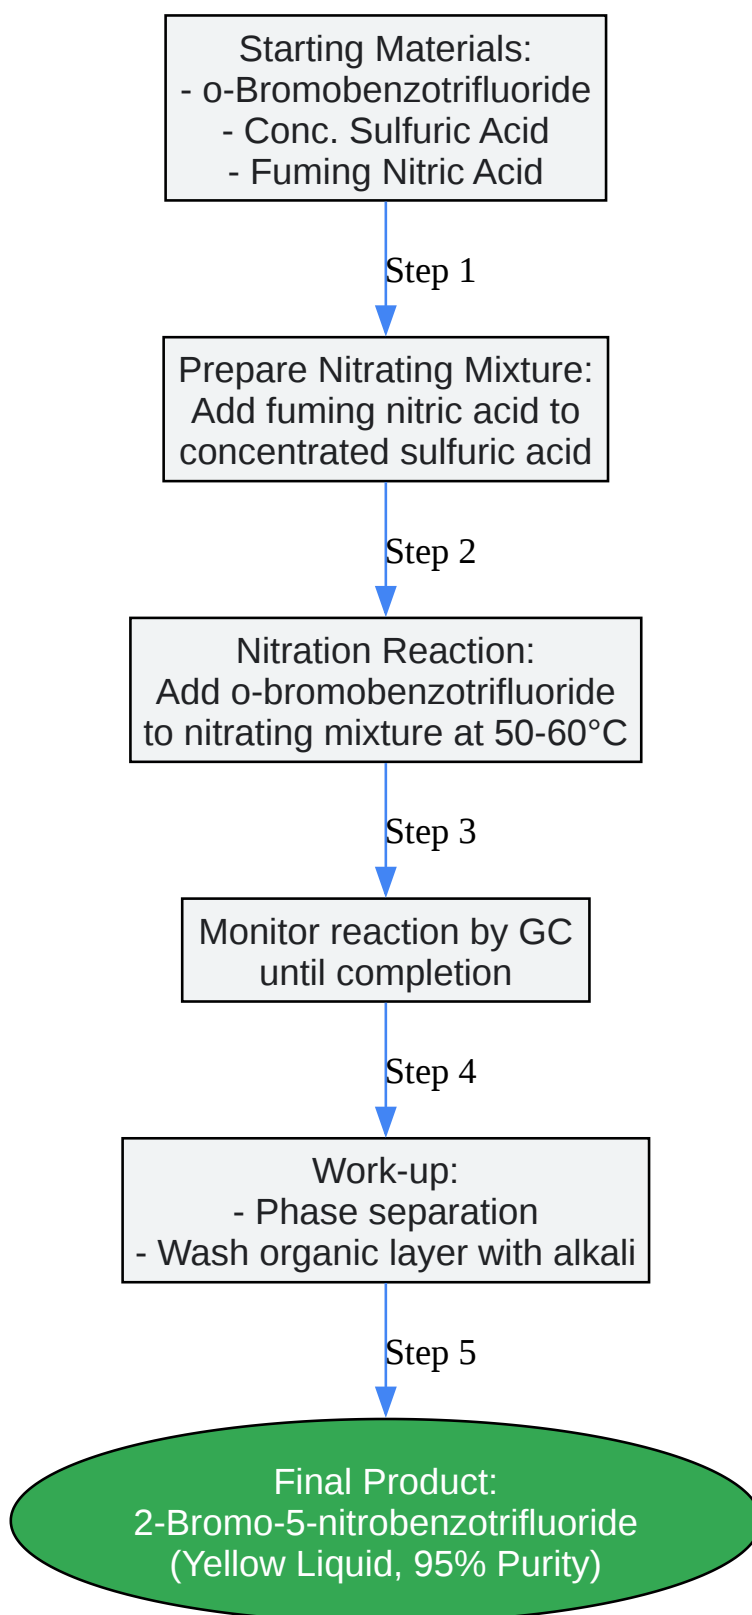 Starting Materials:
- o-Bromobenzotrifluoride
- Conc. Sulfuric Acid
- Fuming Nitric Acid
Step 1
Prepare Nitrating Mixture:
Add fuming nitric acid to
concentrated sulfuric acid
Step 2
Nitration Reaction:
Add o-bromobenzotrifluoride
to nitrating mixture at 50-60°C
Step 3
Monitor reaction by GC
until completion
Step 4
Work-up:
- Phase separation
- Wash organic layer with alkali
Step 5
Final Product:
2-Bromo-5-nitrobenzotrifluoride
(Yellow Liquid, 95% Purity)